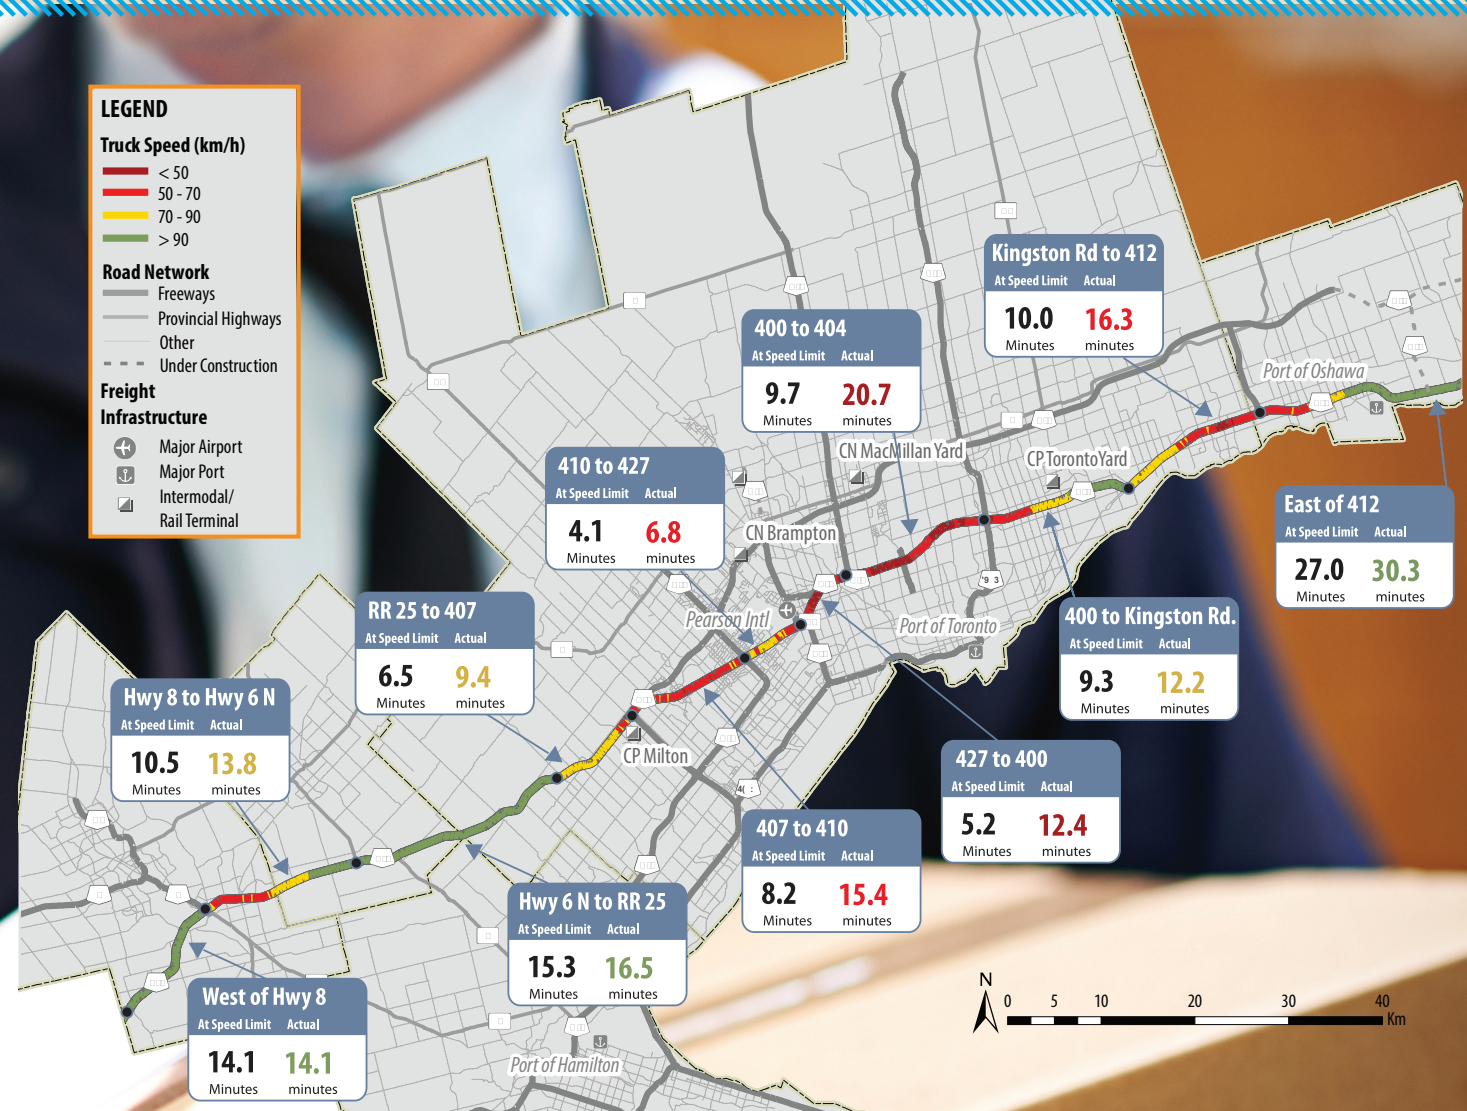 LEGEND
Truck Speed (km/h)
< 50
50 - 70
70 - 90
> 90
Road Network
Freeways
Provincial Highways
Other
Under Construction
Freight
Infrastructure
Major Airport
Major Port
Intermodal/
Rail Terminal
Kingston Rd to 412
At Speed Limit Actual
10.0 16.3
Minutes minutes
400 to 404
At Speed Limit Actual
9.7 20.7
Minutes minutes
Port of Oshawa
CN MacMillan Yard
CP TorontoYard
410 to 427
At Speed Limit Actual
4.1 6.8
Minutes minutes
CN Brampton
East of 412
At Speed Limit Actual
27.0 30.3
Minutes minutes
RR 25 to 407
At Speed Limit Actual
6.5 9.4
Minutes minutes
Pearson Intl
Port of Toronto
400 to Kingston Rd.
At Speed Limit Actual
9.3 12.2
Minutes minutes
Hwy 8 to Hwy 6 N
At Speed Limit Actual
10.5 13.8
Minutes minutes
CP Milton
427 to 400
At Speed Limit Actual
5.2 12.4
Minutes minutes
407 to 410
At Speed Limit Actual
8.2 15.4
Minutes minutes
Hwy 6 N to RR 25
At Speed Limit Actual
15.3 16.5
Minutes minutes
West of Hwy 8
At Speed Limit Actual
14.1 14.1
Minutes minutes
Port of Hamilton
N
0 5 10 20 30 40
Km